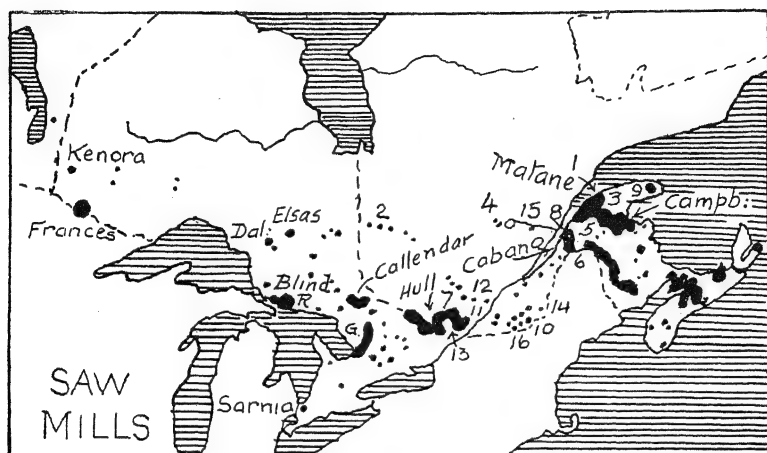 Kenora
Frances
Dal.
Elsas
2
Blind
R.
Callendar
G.
Hull
7
12
11
13
4
15
8
Cabano
Matane
1
3
9
Campb.
5
6
14
10
16
Sarnia
SAW
MILLS